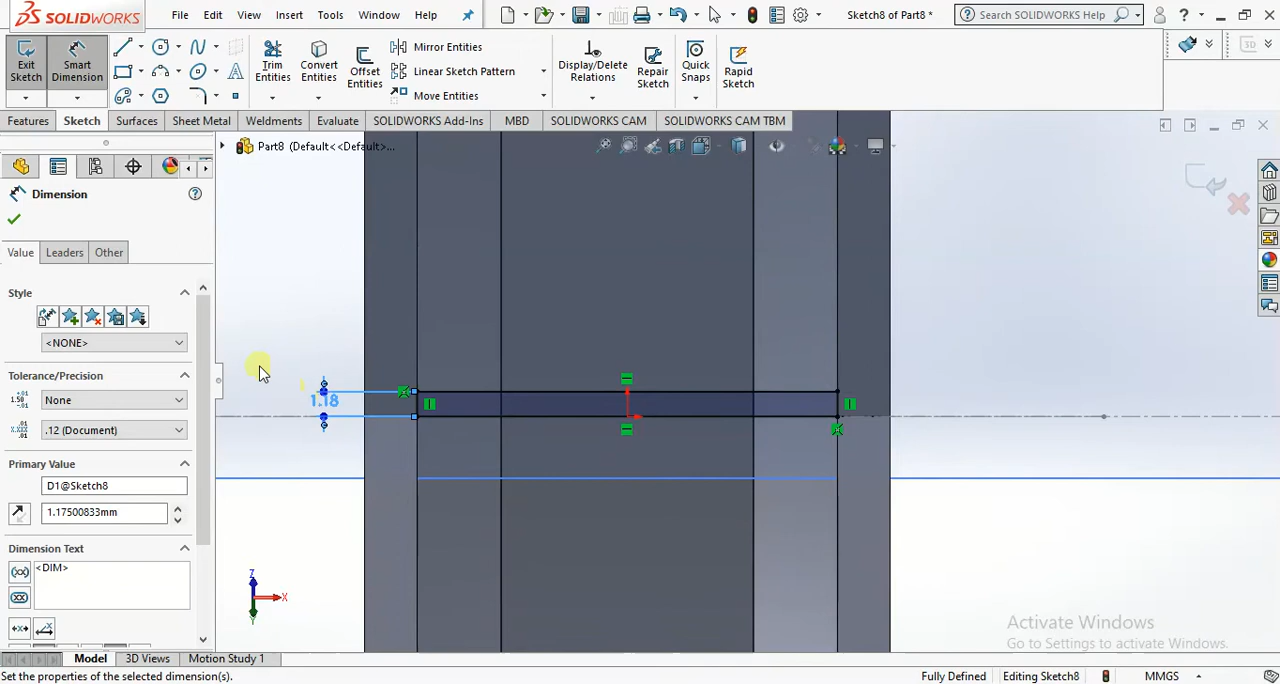 3S SOLIDWORKS File Edit View Insert Tools Window Help Sketch8 of Part8 * Search SOLIDWORKS Help ?
Exit Sketch Smart Dimension Trim Entities Convert Entities Offset Entities Mirror Entities Linear Sketch Pattern Move Entities Display/Delete Relations Repair Sketch Quick Snaps Rapid Sketch 3D
Features Sketch Surfaces Sheet Metal Weldments Evaluate SOLIDWORKS Add-Ins MBD SOLIDWORKS CAM SOLIDWORKS CAM TBM
Part8 (Default<<Default>...
Dimension
Value Leaders Other
Style
<NONE>
Tolerance/Precision
None
.12 (Document)
1.18
Primary Value
D1@Sketch8
1.17500833mm
Dimension Text
<DIM>
Z
X
Y
Activate Windows
Go to Settings to activate Windows.
Model 3D Views Motion Study 1
Set the properties of the selected dimension(s). Fully Defined Editing Sketch8 MMGS